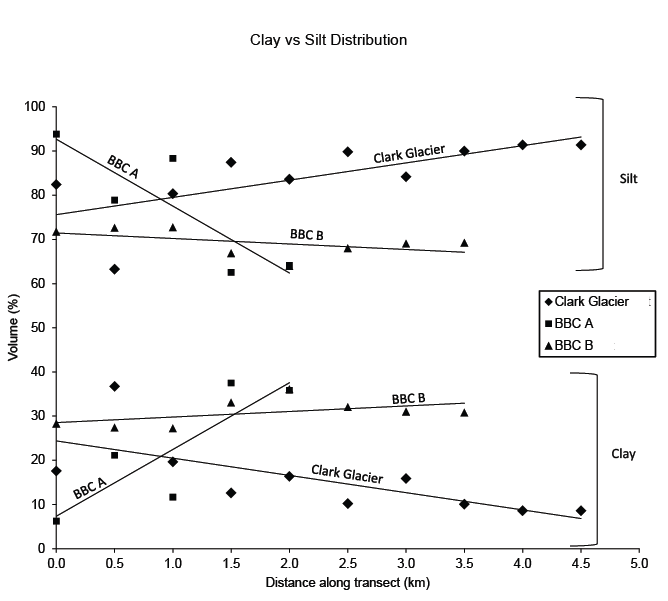 Clay vs Silt Distribution
100
90
80
70
60
50
40
30
20
10
0
Volume (%)
BBC A
Clark Glacier
BBC B
Silt
Clark Glacier :
BBC A
BBC B :
BBC B
Clark Glacier
BBC A
Clay
0.0 0.5 1.0 1.5 2.0 2.5 3.0 3.5 4.0 4.5 5.0
Distance along transect (km)